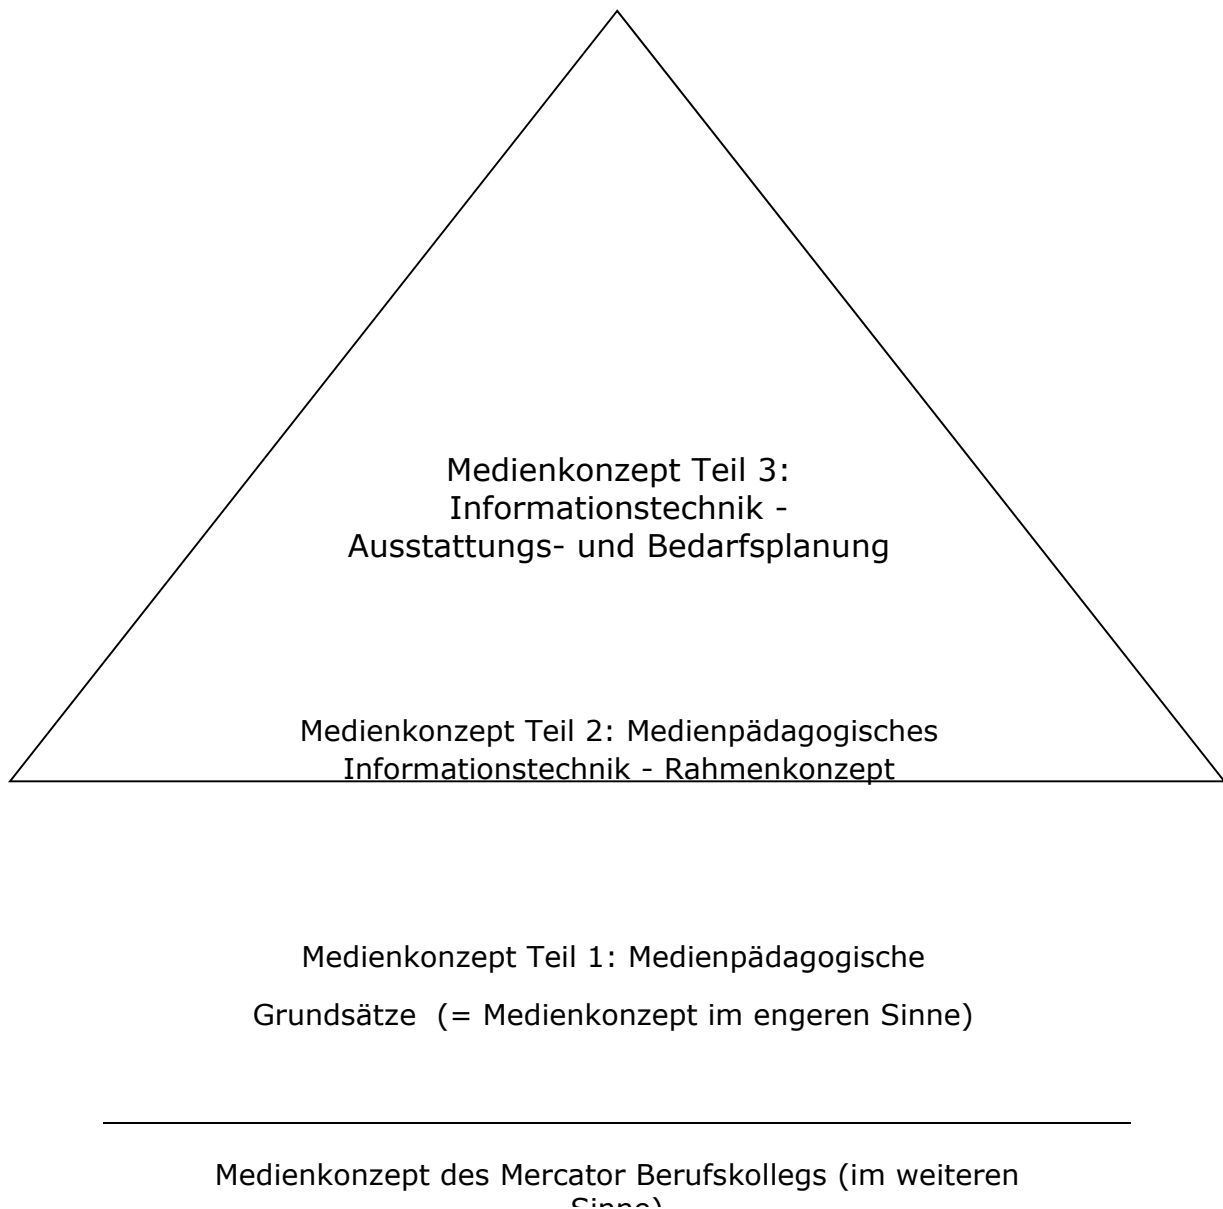 Medienkonzept Teil 3:
Informationstechnik -
Ausstattungs- und Bedarfsplanung
Medienkonzept Teil 2: Medienpädagogisches
Informationstechnik - Rahmenkonzept
Medienkonzept Teil 1: Medienpädagogische
Grundsätze (= Medienkonzept im engeren Sinne)
Medienkonzept des Mercator Berufskollegs (im weiteren
Sinne)